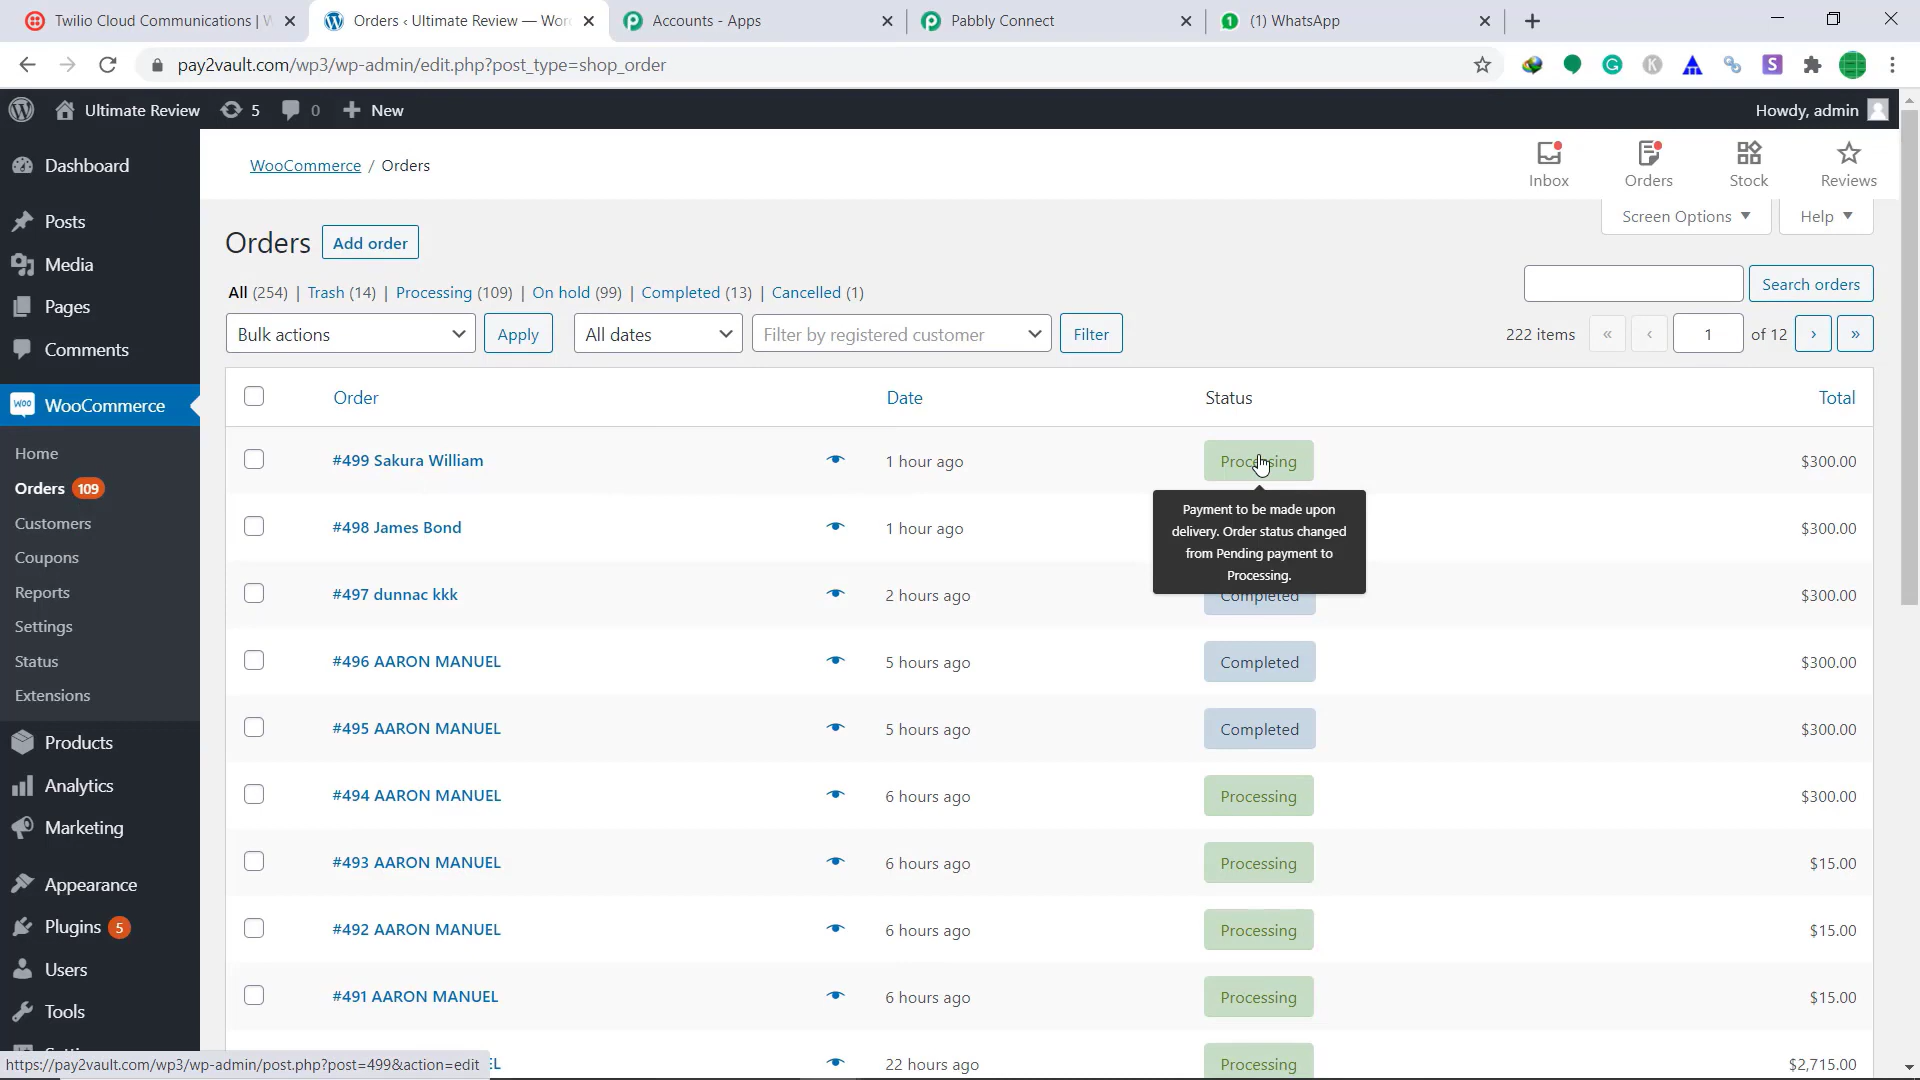 Twilio Cloud Communications | W
Orders ‹ Ultimate Review — Wor
Accounts - Apps
Pabbly Connect
(1) WhatsApp
pay2vault.com/wp3/wp-admin/edit.php?post_type=shop_order
Ultimate Review 5 0 New
Howdy, admin
Dashboard
Posts
Media
Pages
Comments
WooCommerce
Home
Orders 109
Customers
Coupons
Reports
Settings
Status
Extensions
Products
Analytics
Marketing
Appearance
Plugins 5
Users
Tools
WooCommerce / Orders
Inbox Orders Stock Reviews
Screen Options Help
Orders Add order
All (254) | Trash (14) | Processing (109) | On hold (99) | Completed (13) | Cancelled (1)
Search orders
Bulk actions Apply All dates Filter by registered customer Filter
222 items « ‹ 1 of 12 › »
Order Date Status Total
#499 Sakura William 1 hour ago Processing $300.00
Payment to be made upon
delivery. Order status changed
from Pending payment to
Processing.
#498 James Bond 1 hour ago $300.00
#497 dunnac kkk 2 hours ago Completed $300.00
#496 AARON MANUEL 5 hours ago Completed $300.00
#495 AARON MANUEL 5 hours ago Completed $300.00
#494 AARON MANUEL 6 hours ago Processing $300.00
#493 AARON MANUEL 6 hours ago Processing $15.00
#492 AARON MANUEL 6 hours ago Processing $15.00
#491 AARON MANUEL 6 hours ago Processing $15.00
EL 22 hours ago Processing $2,715.00
https://pay2vault.com/wp3/wp-admin/post.php?post=499&action=edit